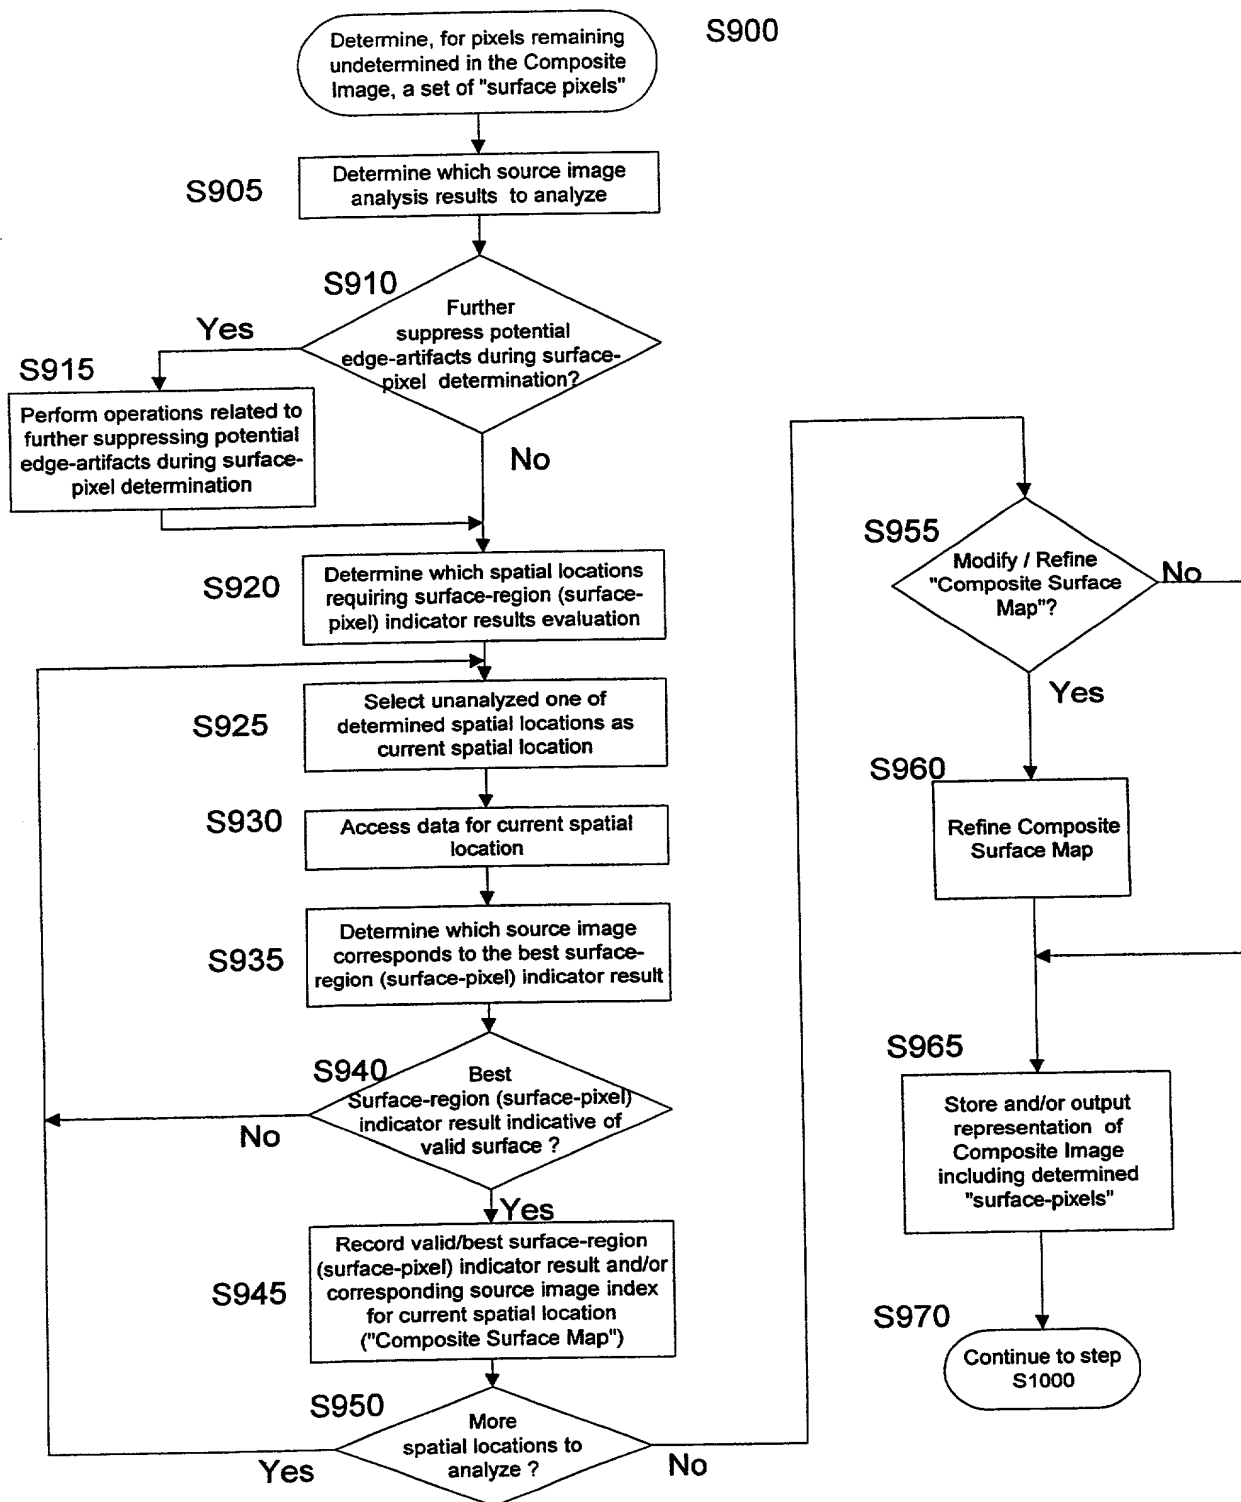 S900
Determine, for pixels remaining
undetermined in the Composite
Image, a set of "surface pixels"
S905
Determine which source image
analysis results to analyze
S910
Further
suppress potential
edge-artifacts during surface-
pixel determination?
Yes
No
S915
Perform operations related to
further suppressing potential
edge-artifacts during surface-
pixel determination
S920
Determine which spatial locations
requiring surface-region (surface-
pixel) indicator results evaluation
S925
Select unanalyzed one of
determined spatial locations as
current spatial location
S930
Access data for current spatial
location
S935
Determine which source image
corresponds to the best surface-
region (surface-pixel) indicator result
S940
Best
Surface-region (surface-pixel)
indicator result indicative of
valid surface ?
No
Yes
S945
Record valid/best surface-region
(surface-pixel) indicator result and/or
corresponding source image index
for current spatial location
("Composite Surface Map")
S950
More
spatial locations to
analyze ?
Yes
No
S955
Modify / Refine
"Composite Surface
Map"?
No
Yes
S960
Refine Composite
Surface Map
S965
Store and/or output
representation of
Composite Image
including determined
"surface-pixels"
S970
Continue to step
S1000